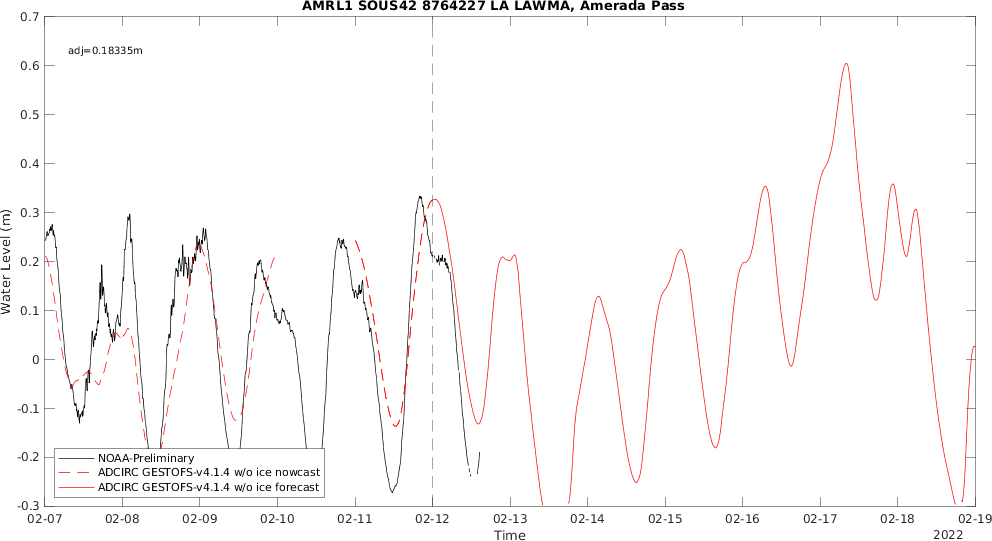 AMRL1 SOUS42 8764227 LA LAWMA, Amerada Pass
0.7
0.6
0.5
0.4
0.3
0.2
0.1
0
-0.1
-0.2
-0.3
Water Level (m)
adj=0.18335m
NOAA-Preliminary
ADCIRC GESTOFS-v4.1.4 w/o ice nowcast
ADCIRC GESTOFS-v4.1.4 w/o ice forecast
02-07 02-08 02-09 02-10 02-11 02-12 02-13 02-14 02-15 02-16 02-17 02-18 02-19
Time
2022